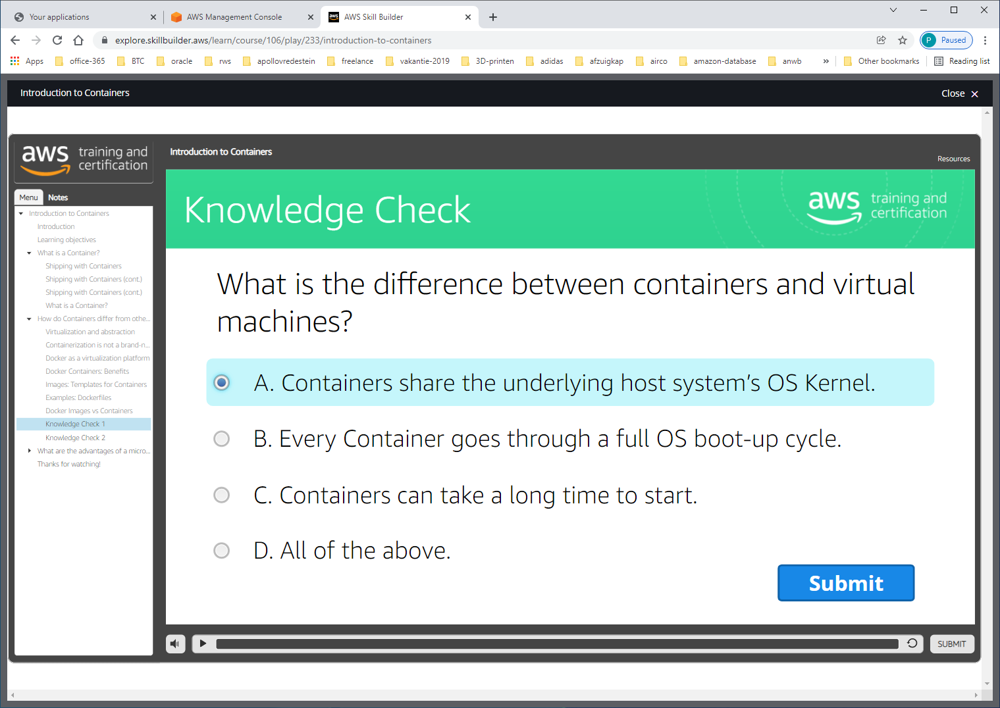 Your applications
AWS Management Console
aws
AWS Skill Builder
explore.skillbuilder.aws/learn/course/106/play/233/introduction-to-containers
P Paused
Apps
office-365
BTC
oracle
rws
apollovredestein
freelance
vakantie-2019
3D-printen
adidas
afzuigkap
airco
amazon-database
anwb
»
Other bookmarks
Reading list
Introduction to Containers
Close
aws training and
certification
Introduction to Containers
Resources
Menu
Notes
Introduction to Containers
Introduction
Learning objectives
What is a Container?
Shipping with Containers
Shipping with Containers (cont.)
Shipping with Containers (cont.)
What is a Container?
How do Containers differ from othe...
Virtualization and abstraction
Containerization is not a brand-n...
Docker as a virtualization platform
Docker Containers: Benefits
Images: Templates for Containers
Examples: Dockerfiles
Docker Images vs Containers
Knowledge Check 1
Knowledge Check 2
What are the advantages of a micro...
Thanks for watching!
Knowledge Check
aws training and
certification
What is the difference between containers and virtual
machines?
A. Containers share the underlying host system’s OS Kernel.
B. Every Container goes through a full OS boot-up cycle.
C. Containers can take a long time to start.
D. All of the above.
Submit
SUBMIT